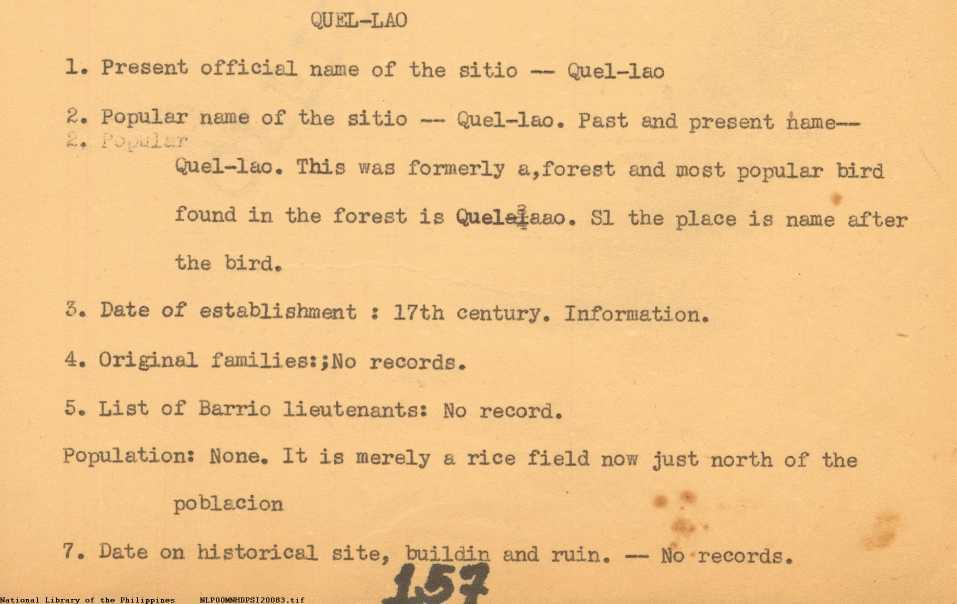 QUEL-LAO
1. Present official name of the sitio -- Quel-lao
2. Popular name of the sitio -- Quel-lao. Past and present name--
2. Popular
Quel-lao. This was formerly a,forest and most popular bird
found in the forest is Sl the place is name after
the bird.
3. Date of establishment : 17th century. Information.
4. Original families:;No records.
5. List of Barrio lieutenants: No record.
Population: None. It is merely a rice field now just north of the
poblacion
7. Date on historical site, buildin and ruin. -- No records.
157
National Library of the Philippines NLP00MNHDPSI20083.tif